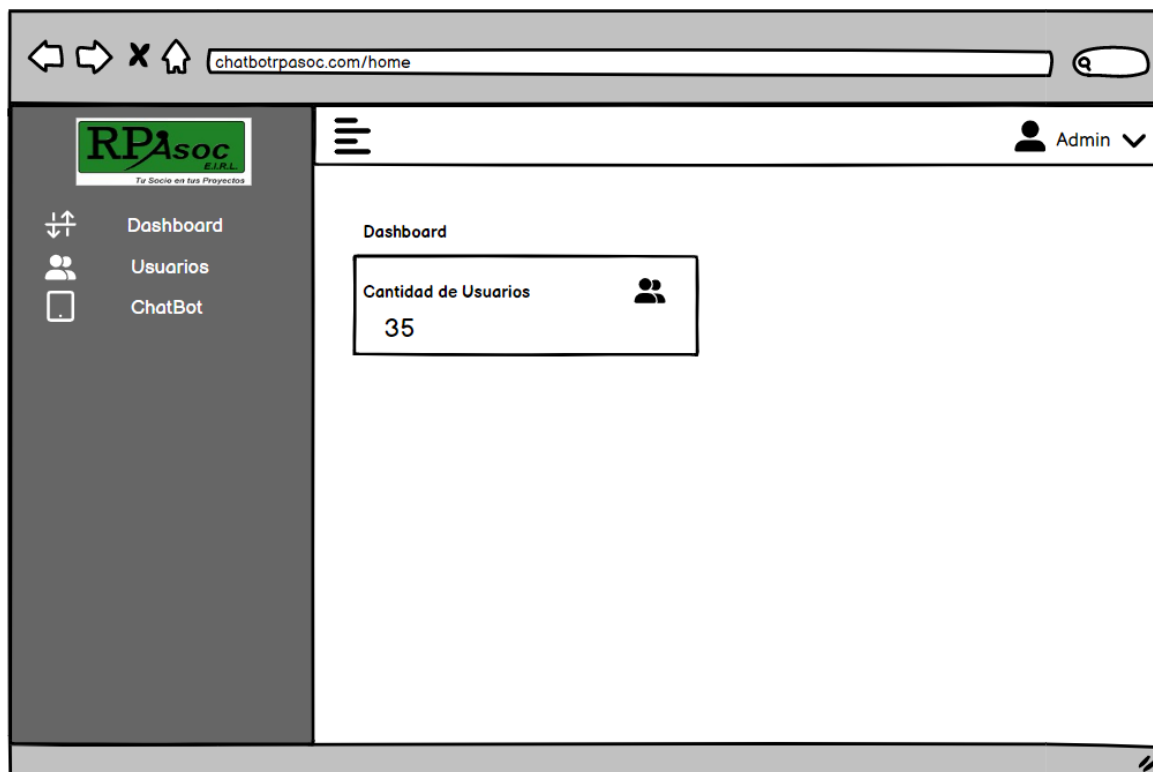 chatbotrpasoc.com/home
RPAsoc
E.I.R.L.
Tu Socio en tus Proyectos
Admin
Dashboard
Usuarios
ChatBot
Dashboard
Cantidad de Usuarios
35